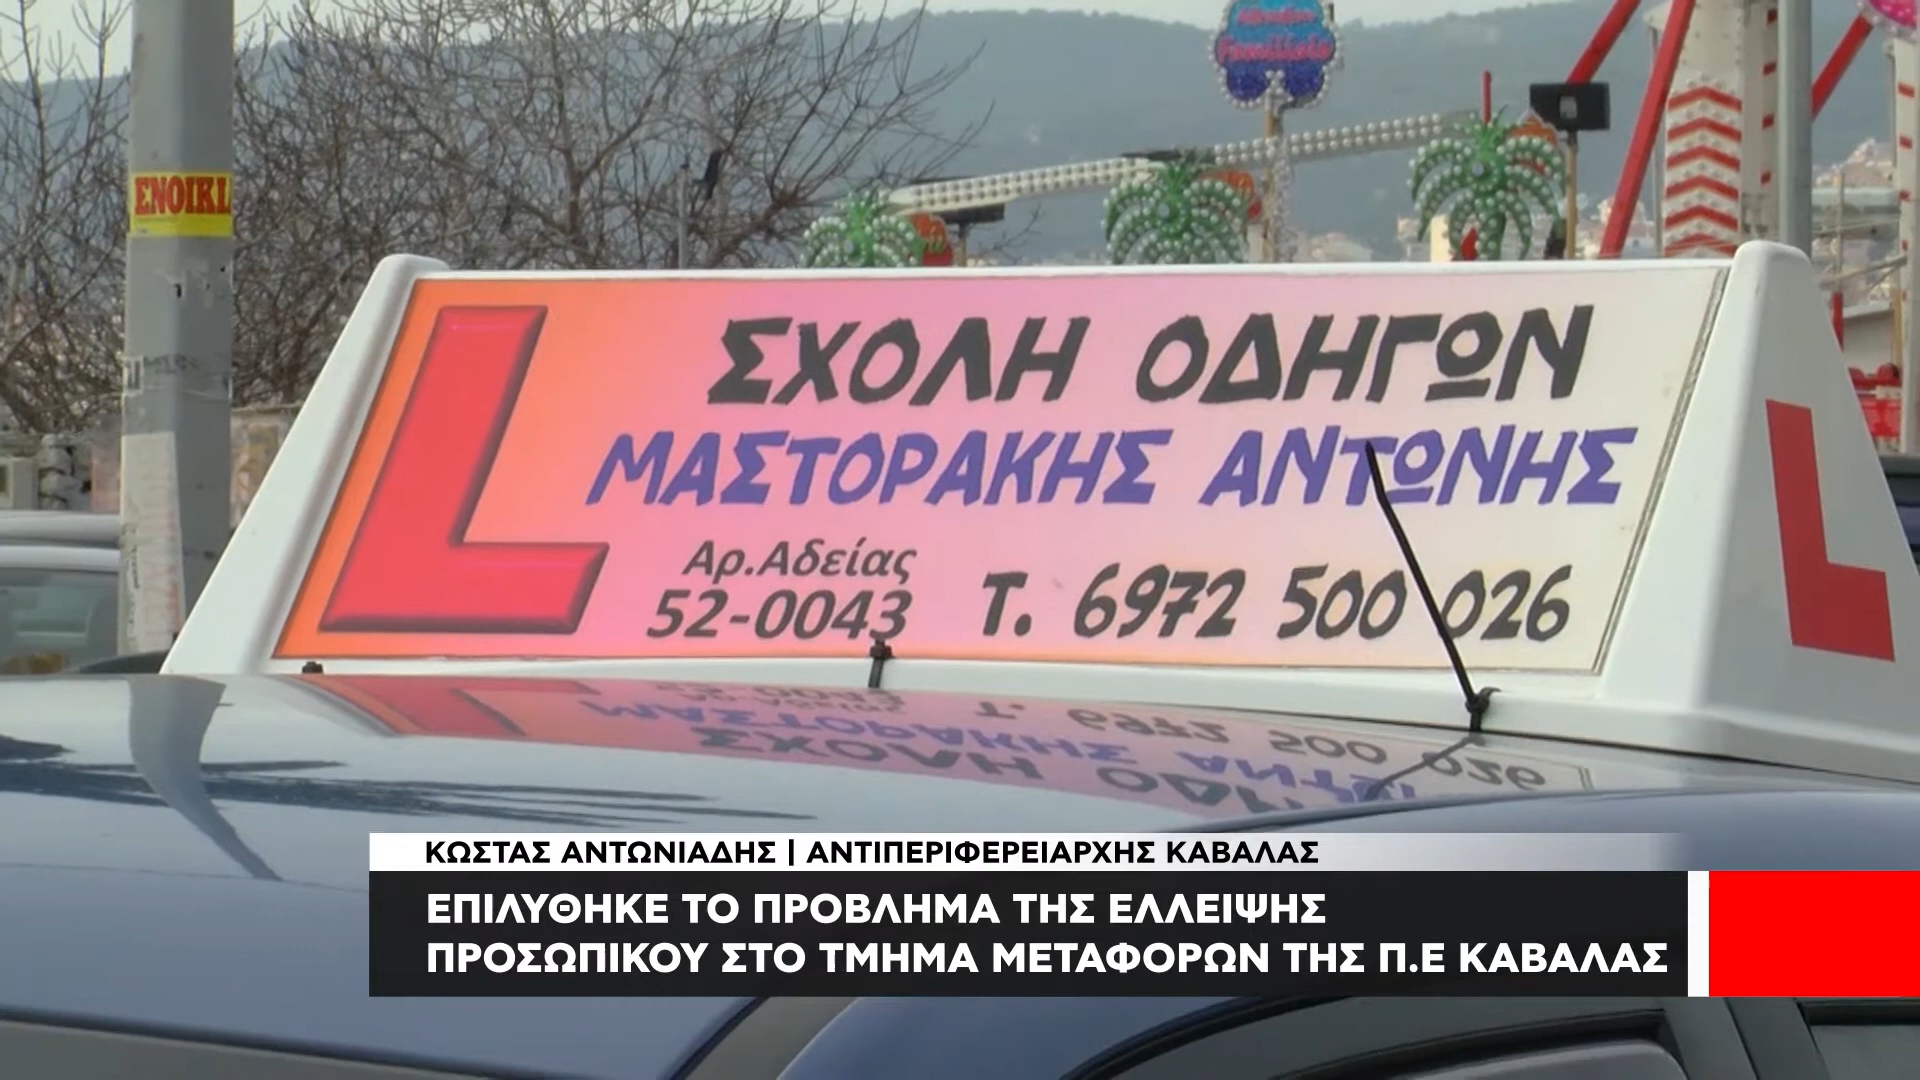 ΕΝΟΙΚΙ
L
ΣΧΟΛΗ ΟΔΗΓΩΝ
ΜΑΣΤΟΡΑΚΗΣ ΑΝΤΩΝΗΣ
Αρ.Αδείας
52-0043
Τ. 6972 500 026
L
ΚΩΣΤΑΣ ΑΝΤΩΝΙΑΔΗΣ | ΑΝΤΙΠΕΡΙΦΕΡΕΙΑΡΧΗΣ ΚΑΒΑΛΑΣ
ΕΠΙΛΥΘΗΚΕ ΤΟ ΠΡΟΒΛΗΜΑ ΤΗΣ ΕΛΛΕΙΨΗΣ
ΠΡΟΣΩΠΙΚΟΥ ΣΤΟ ΤΜΗΜΑ ΜΕΤΑΦΟΡΩΝ ΤΗΣ Π.Ε ΚΑΒΑΛΑΣ